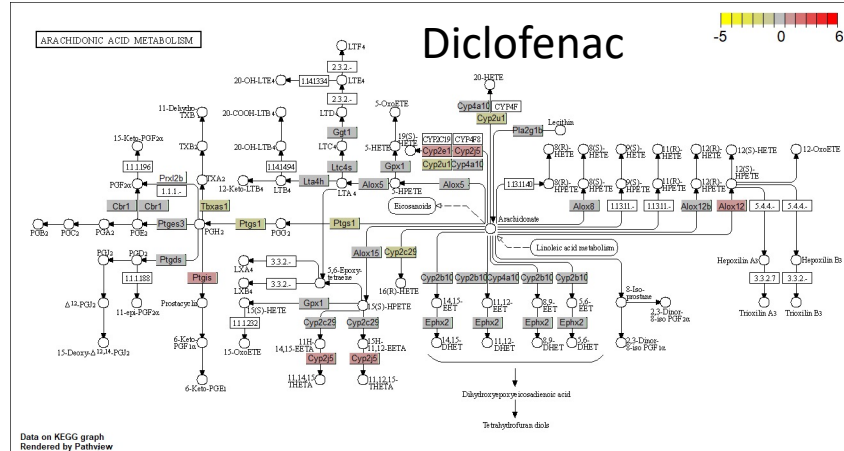 Diclofenac
-5 0 6
ARACHIDONIC ACID METABOLISM
LTF4
2.3.2.-
20-OH-LTE4
1.14.13.34
LTE4
2.3.2.-
20-HETE
Cyp4a10
CYP4F
Cyp2u1
11-Dehydro-
TXB2
20-COOH-LTB4
LTD4
5-OxoETE
Ggt1
Pla2g1b
Lecithin
15-Keto-PGF2α
TXB2
20-OH-LTB4
LTC4
5-HETE
19(S)-
HETE
CYP2C19
CYP4F8
Cyp2e1
Cyp2j5
8(R)-
HETE
8(S)-
HETE
9(S)-
HETE
11(R)-
HETE
12(R)-
HETE
12(S)-HETE
12-OxoETE
1.1.1.196
1.14.14.94
Ltc4s
Gpx1
Cyp2u1
Cyp4a10
Prxl2b
TXA2
PGF2α
1.1.1.-
12-Keto-LTB4
LTB4
Lta4h
LTA4
Alox5
5-HPETE
Alox5
1.13.11.40
8(R)-
HPETE
8(S)-
HPETE
9(S)-
HPETE
11(R)-
HPETE
12(R)-
HPETE
12(S)-
HPETE
Cbr1
Cbr1
Tbxas1
Eicosanoids
Alox8
1.13.11.-
1.13.11.-
Alox12b
Alox12
5.4.4.-
5.4.4.-
PGB2
PGC2
PGA2
PGE2
Ptges3
PGH2
Ptgs1
PGG2
Ptgs1
Arachidonate
Linoleic acid metabolism
PGJ2
PGD2
Ptgds
Alox15
Cyp2c29
LXA4
3.3.2.-
5,6-Epoxy-
tetraene
Hepoxilin A3
Hepoxilin B3
1.1.1.188
Ptgis
LXB4
3.3.2.-
16(R)-HETE
Cyp2b10
Cyp2b10
Cyp4a10
Cyp2b10
Cyp2b10
8-Iso-
prostane
3.3.2.7
3.3.2.-
Δ12-PGJ2
11-epi-PGF2α
Prostacyclin
15(S)-HETE
Gpx1
15(S)-HPETE
14,15-
EET
11,12-
EET
8,9-
EET
5,6-
EET
2,3-Dinor-
8-iso PGF2α
Trioxilin A3
Trioxilin B3
1.1.1.232
Cyp2c29
Cyp2c29
Ephx2
Ephx2
Ephx2
Ephx2
15-Deoxy-Δ12,14-PGJ2
6-Keto-
PGF1α
15-OxoETE
11H-
14,15-EETA
15H-
11,12-EETA
14,15-
DHET
11,12-
DHET
8,9-
DHET
5,6-
DHET
2,3-Dinor-
8-iso PGF1α
Cyp2j5
Cyp2j5
6-Keto-PGE1
11,14,15-
THETA
11,12,15-
THETA
Dihydroxyepoxyeicosadienoic acid
Tetrahydrofuran diols
Data on KEGG graph
Rendered by Pathview